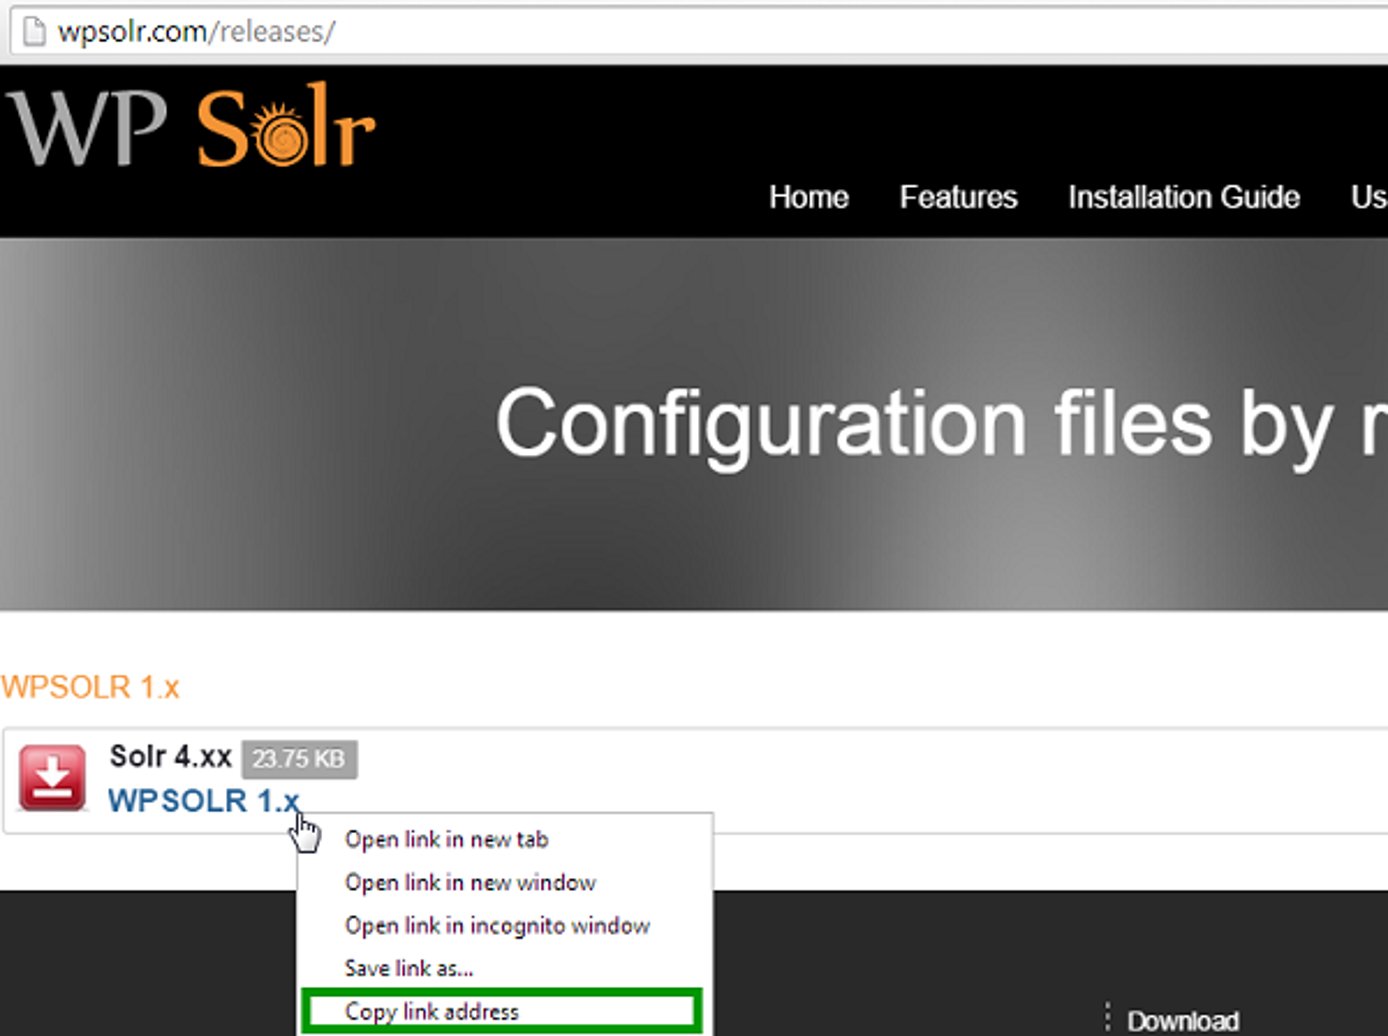 wpsolr.com/releases/
WP Solr
Home Features Installation Guide Us
Configuration files by r
WPSOLR 1.x
Solr 4.xx 23.75 KB
WPSOLR 1.x
Open link in new tab
Open link in new window
Open link in incognito window
Save link as...
Copy link address
Download